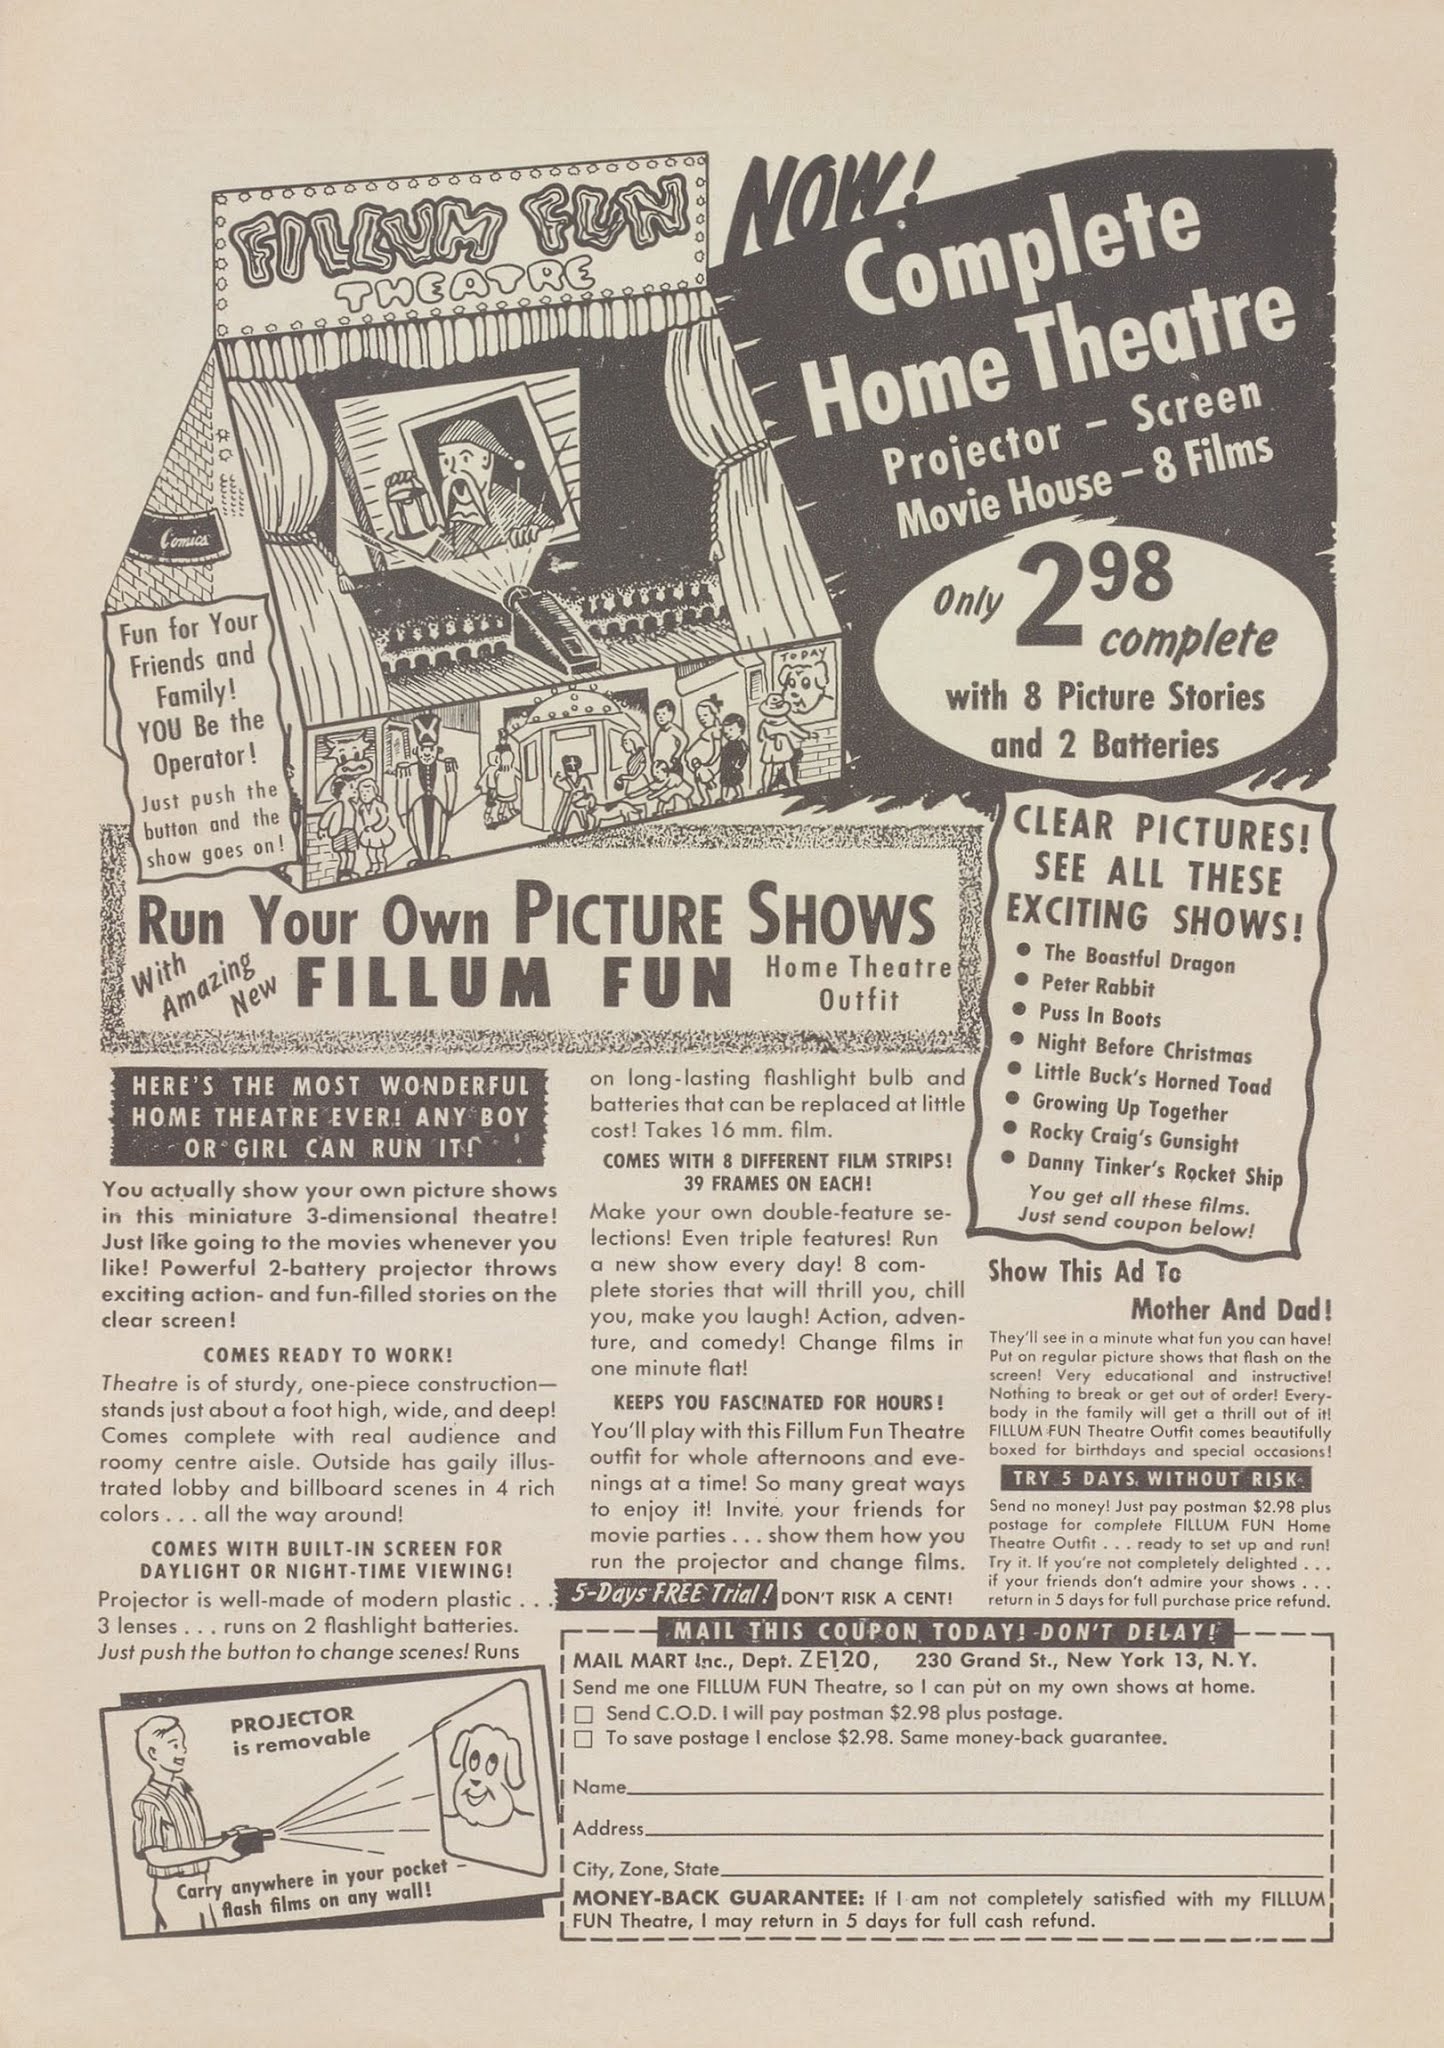 FILLUM FUN
THEATRE
NOW!
Complete
Home Theatre
Projector – Screen
Movie House – 8 Films
Only 2 98
complete
with 8 Picture Stories
and 2 Batteries
Comics
TODAY
Fun for Your
Friends and
Family!
YOU Be the
Operator!
Just push the
button and the
show goes on!
Run Your Own PICTURE SHOWS
With
Amazing
New
FILLUM FUN
Home Theatre
Outfit
CLEAR PICTURES!
SEE ALL THESE
EXCITING SHOWS!
● The Boastful Dragon
● Peter Rabbit
● Puss In Boots
● Night Before Christmas
● Little Buck's Horned Toad
● Growing Up Together
● Rocky Craig's Gunsight
● Danny Tinker's Rocket Ship
You get all these films.
Just send coupon below!
HERE'S THE MOST WONDERFUL
HOME THEATRE EVER! ANY BOY
OR GIRL CAN RUN IT!
You actually show your own picture shows
in this miniature 3-dimensional theatre!
Just like going to the movies whenever you
like! Powerful 2-battery projector throws
exciting action- and fun-filled stories on the
clear screen!
COMES READY TO WORK!
Theatre is of sturdy, one-piece construction—
stands just about a foot high, wide, and deep!
Comes complete with real audience and
roomy centre aisle. Outside has gaily illus-
trated lobby and billboard scenes in 4 rich
colors . . . all the way around!
COMES WITH BUILT-IN SCREEN FOR
DAYLIGHT OR NIGHT-TIME VIEWING!
Projector is well-made of modern plastic . . .
3 lenses . . . runs on 2 flashlight batteries.
Just push the button to change scenes! Runs
on long-lasting flashlight bulb and
batteries that can be replaced at little
cost! Takes 16 mm. film.
COMES WITH 8 DIFFERENT FILM STRIPS!
39 FRAMES ON EACH!
Make your own double-feature se-
lections! Even triple features! Run
a new show every day! 8 com-
plete stories that will thrill you, chill
you, make you laugh! Action, adven-
ture, and comedy! Change films in
one minute flat!
KEEPS YOU FASCINATED FOR HOURS!
You'll play with this Fillum Fun Theatre
outfit for whole afternoons and eve-
nings at a time! So many great ways
to enjoy it! Invite your friends for
movie parties . . . show them how you
run the projector and change films.
5-Days FREE Trial! DON'T RISK A CENT!
Show This Ad To
Mother And Dad!
They'll see in a minute what fun you can have!
Put on regular picture shows that flash on the
screen! Very educational and instructive!
Nothing to break or get out of order! Every-
body in the family will get a thrill out of it!
FILLUM FUN Theatre Outfit comes beautifully
boxed for birthdays and special occasions!
TRY 5 DAYS WITHOUT RISK
Send no money! Just pay postman $2.98 plus
postage for complete FILLUM FUN Home
Theatre Outfit . . . ready to set up and run!
Try it. If you're not completely delighted . . .
if your friends don't admire your shows . . .
return in 5 days for full purchase price refund.
PROJECTOR
is removable
Carry anywhere in your pocket –
flash films on any wall!
MAIL THIS COUPON TODAY! DON'T DELAY!
MAIL MART Inc., Dept. ZE120, 230 Grand St., New York 13, N.Y.
Send me one FILLUM FUN Theatre, so I can put on my own shows at home.
□ Send C.O.D. I will pay postman $2.98 plus postage.
□ To save postage I enclose $2.98. Same money-back guarantee.
Name
Address
City, Zone, State
MONEY-BACK GUARANTEE: If I am not completely satisfied with my FILLUM
FUN Theatre, I may return in 5 days for full cash refund.